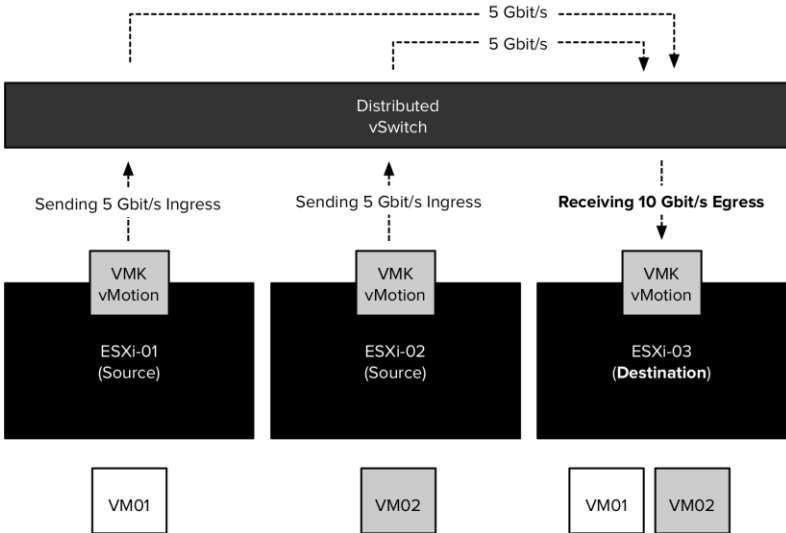 5 Gbit/s
5 Gbit/s
Distributed
vSwitch
Sending 5 Gbit/s Ingress
Sending 5 Gbit/s Ingress
Receiving 10 Gbit/s Egress
VMK
vMotion
VMK
vMotion
VMK
vMotion
ESXi-01
(Source)
ESXi-02
(Source)
ESXi-03
(Destination)
VM01
VM02
VM01
VM02